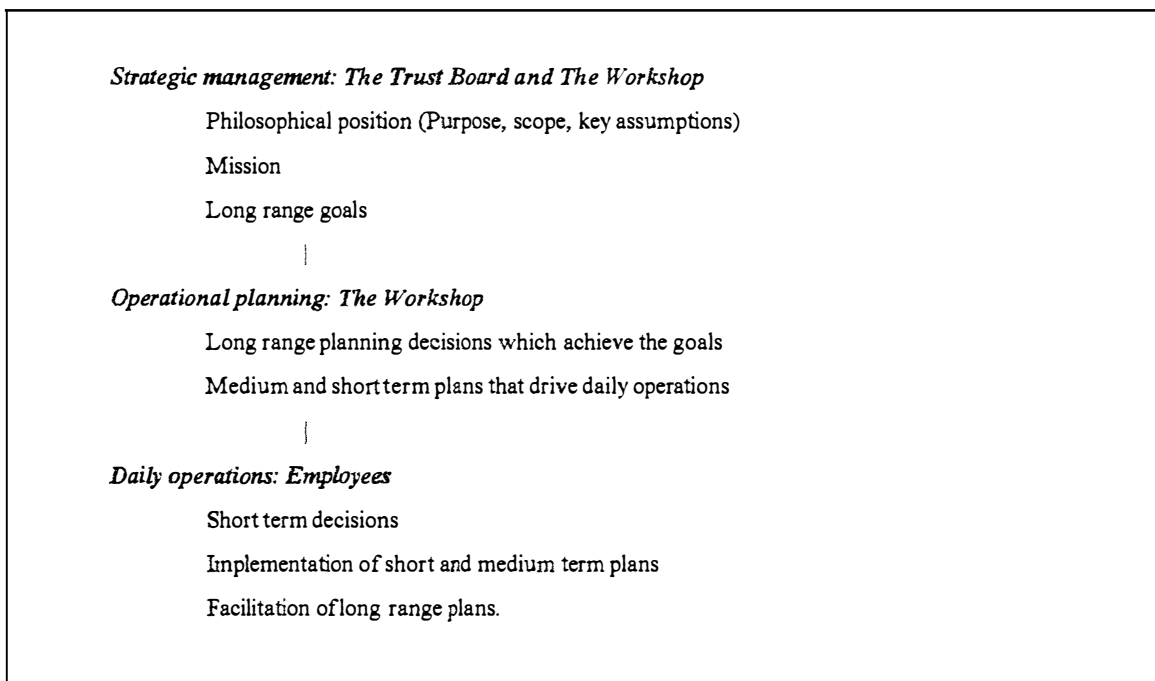 Strategic management: The Trust Board and The Workshop
Philosophical position (Purpose, scope, key assumptions)
Mission
Long range goals
Operational planning: The Workshop
Long range planning decisions which achieve the goals
Medium and short term plans that drive daily operations
Daily operations: Employees
Short term decisions
Implementation of short and medium term plans
Facilitation of long range plans.